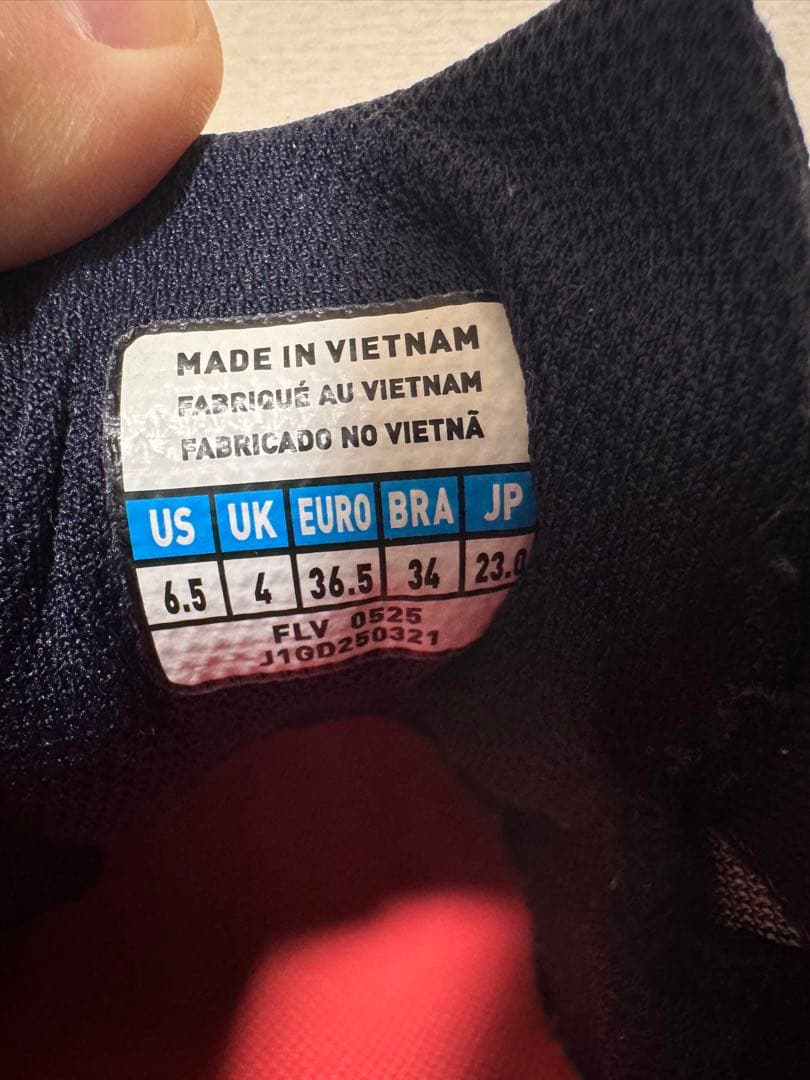 MADE IN VIETNAM
FABRIQUÉ AU VIETNAM
FABRICADO NO VIETNÃ
US UK EURO BRA JP
6.5 4 36.5 34 23.0
FLV 0525
J1GD250321